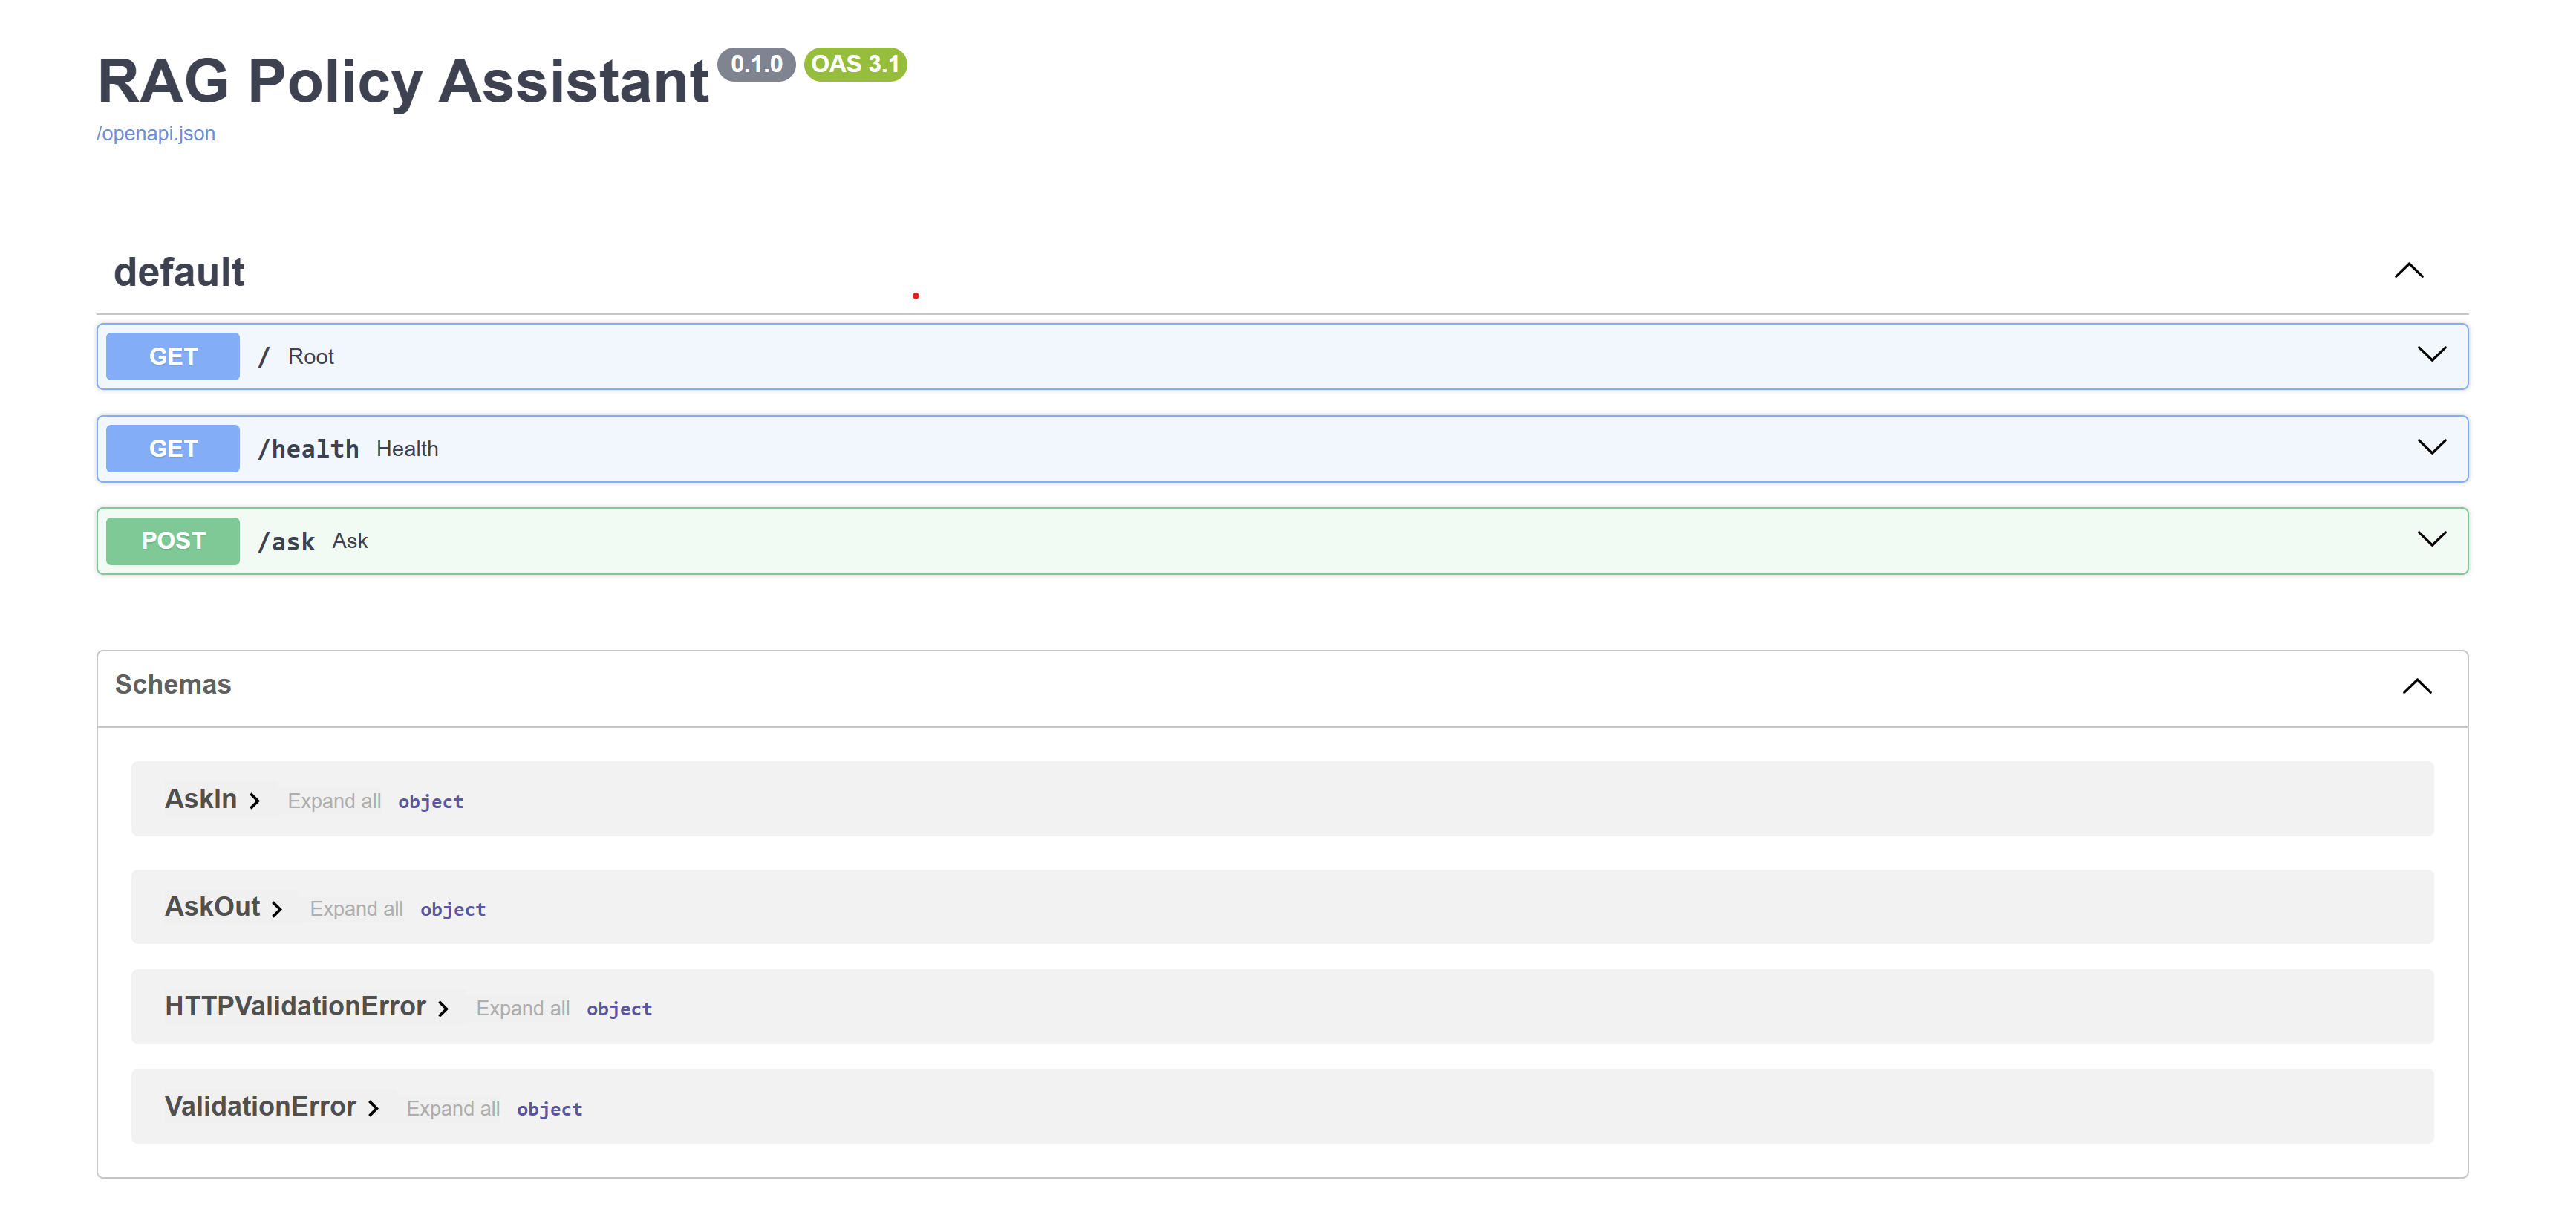 RAG Policy Assistant 0.1.0 OAS 3.1
/openapi.json
default
GET / Root
GET /health Health
POST /ask Ask
Schemas
AskIn Expand all object
AskOut Expand all object
HTTPValidationError Expand all object
ValidationError Expand all object